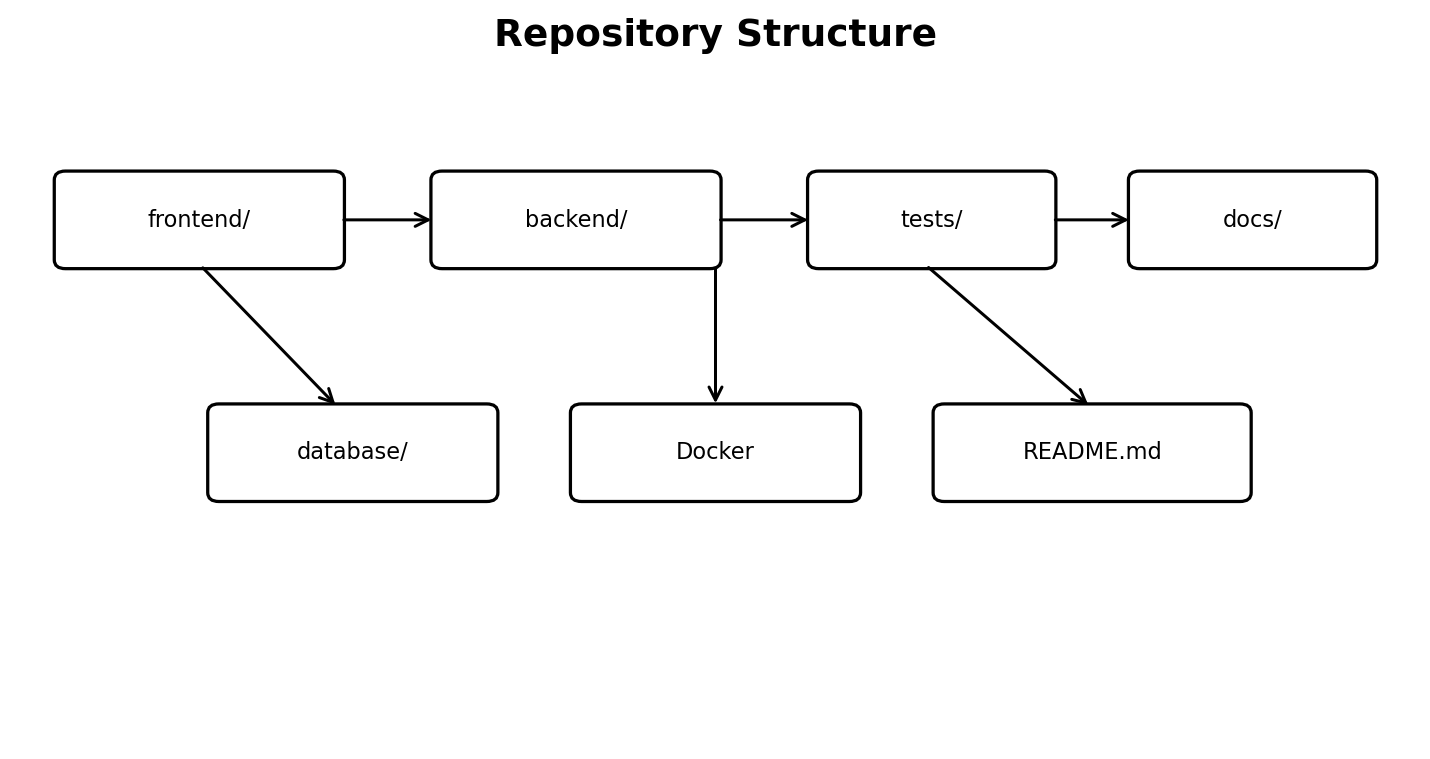 Repository Structure
frontend/
backend/
tests/
docs/
database/
Docker
README.md